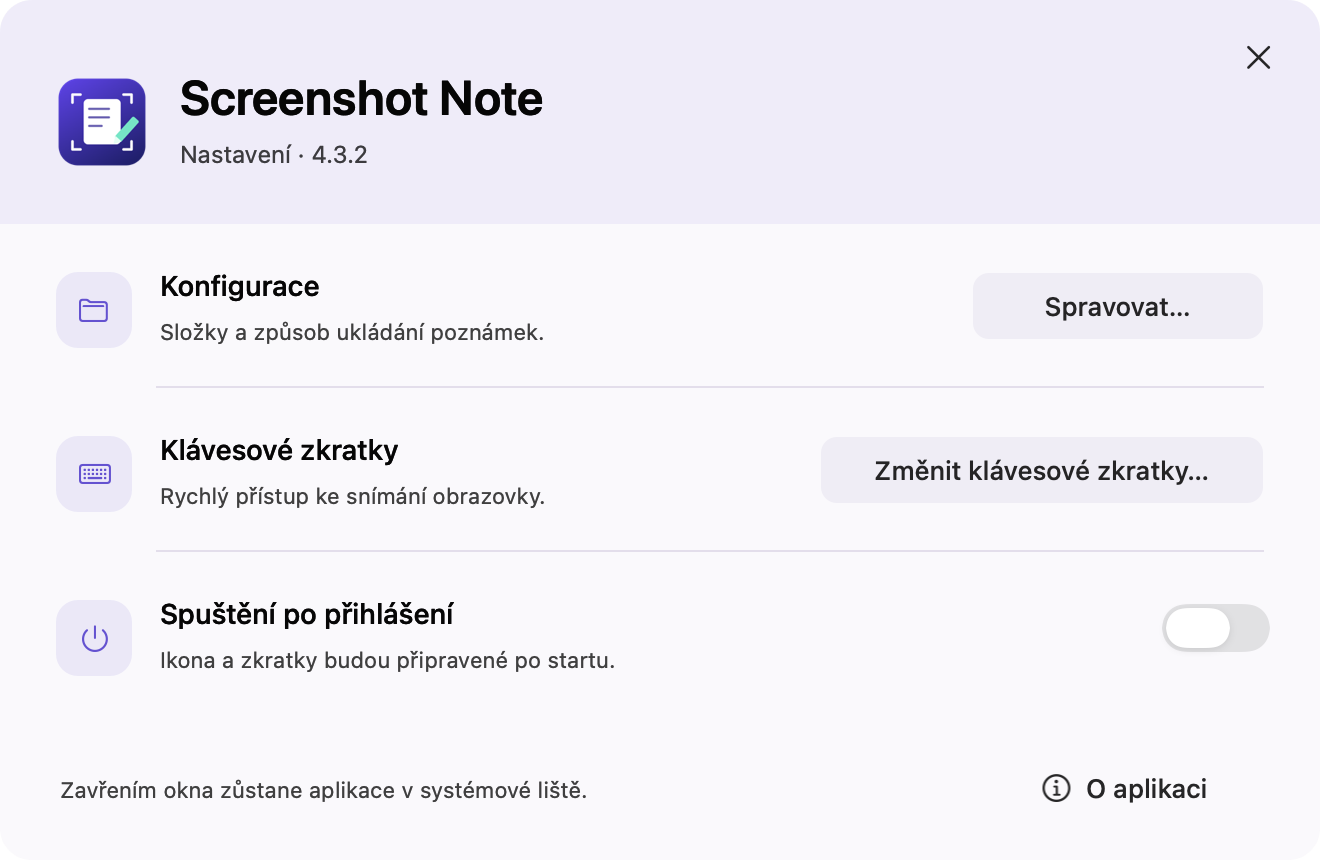 Screenshot Note
Nastavení · 4.3.2
Konfigurace
Složky a způsob ukládání poznámek.
Spravovat...
Klávesové zkratky
Rychlý přístup ke snímání obrazovky.
Změnit klávesové zkratky...
Spuštění po přihlášení
Ikona a zkratky budou připravené po startu.
Zavřením okna zůstane aplikace v systémové liště.
O aplikaci